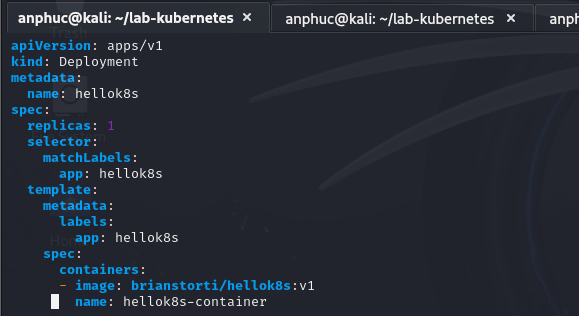 anphuc@kali: ~/lab-kubernetes × anphuc@kali: ~/lab-kubernetes × anph
apiVersion: apps/v1
kind: Deployment
metadata:
  name: hellok8s
spec:
  replicas: 1
  selector:
    matchLabels:
      app: hellok8s
  template:
    metadata:
      labels:
        app: hellok8s
    spec:
      containers:
      - image: brianstorti/hellok8s:v1
        name: hellok8s-container